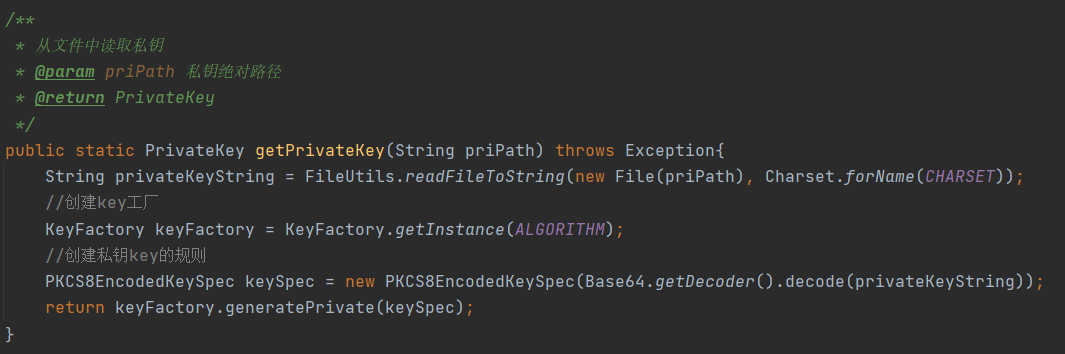 /**
 * 从文件中读取私钥
 * @param priPath 私钥绝对路径
 * @return PrivateKey
 */
public static PrivateKey getPrivateKey(String priPath) throws Exception{
    String privateKeyString = FileUtils.readFileToString(new File(priPath), Charset.forName(CHARSET));
    //创建key工厂
    KeyFactory keyFactory = KeyFactory.getInstance(ALGORITHM);
    //创建私钥key的规则
    PKCS8EncodedKeySpec keySpec = new PKCS8EncodedKeySpec(Base64.getDecoder().decode(privateKeyString));
    return keyFactory.generatePrivate(keySpec);
}